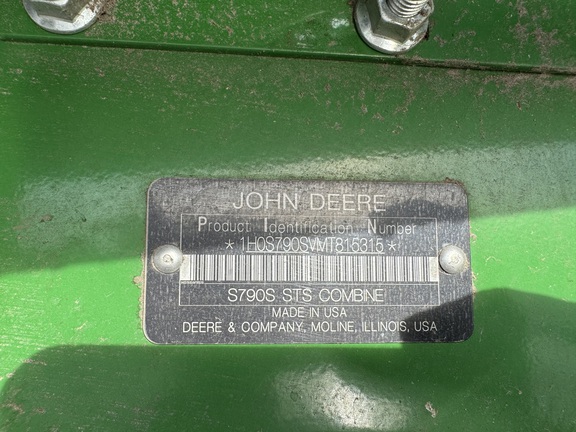 JOHN DEERE
Product Identification Number
*1H0S790SVMT815315*
S790S STS COMBINE
MADE IN USA
DEERE & COMPANY, MOLINE, ILLINOIS, USA